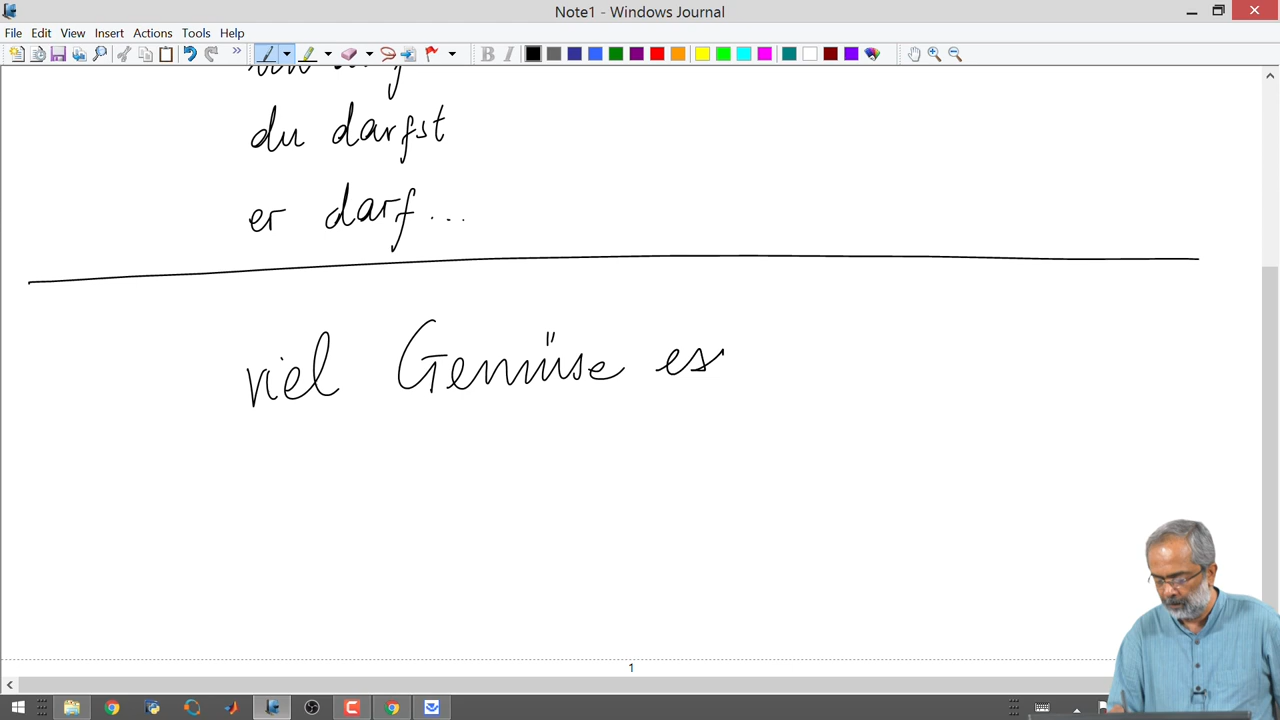 Note1 - Windows Journal
File Edit View Insert Actions Tools Help
du darfst
er darf...
viel Gemüse es
1